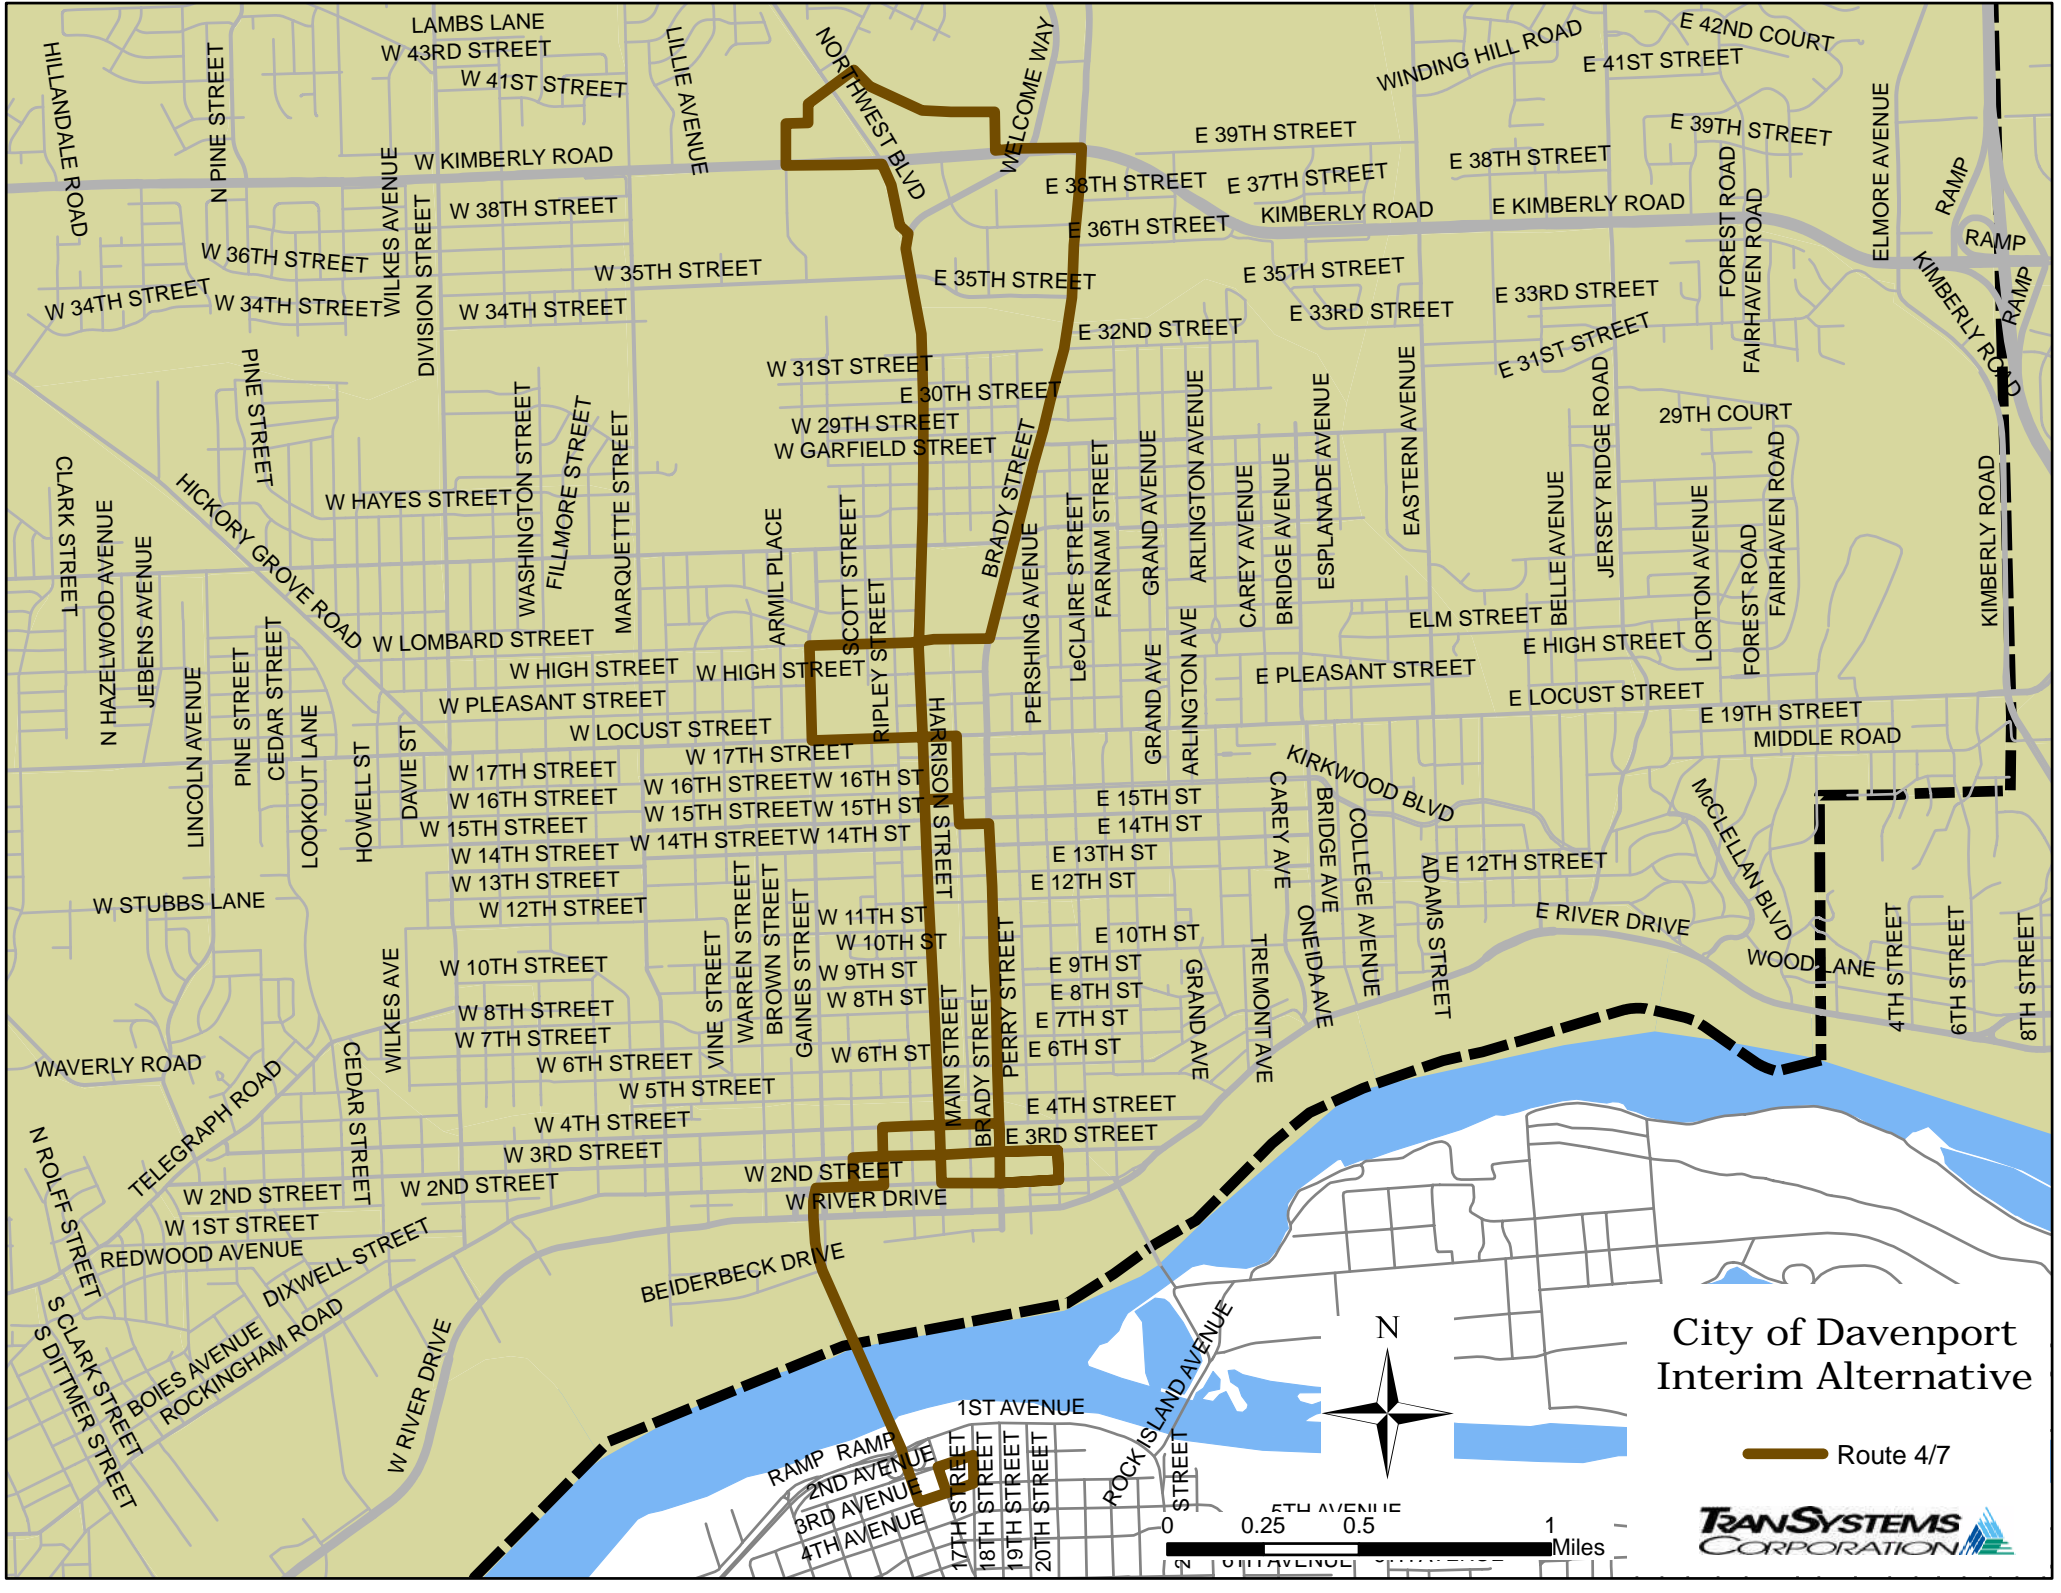 LAMBS LANE
W 43RD STREET
W 41ST STREET
HILLANDALE ROAD
N PINE STREET
LILLIE AVENUE
NORTHWEST BLVD
WELCOME WAY
WINDING HILL ROAD
E 42ND COURT
E 41ST STREET
E 39TH STREET
E 39TH STREET
ELMORE AVENUE
W KIMBERLY ROAD
WILKES AVENUE
E 38TH STREET
E 37TH STREET
E 38TH STREET
FOREST ROAD
FAIRHAVEN ROAD
RAMP
W 38TH STREET
DIVISION STREET
E 36TH STREET
KIMBERLY ROAD
E KIMBERLY ROAD
RAMP
W 36TH STREET
W 35TH STREET
E 35TH STREET
E 35TH STREET
KIMBERLY ROAD
RAMP
W 34TH STREET
W 34TH STREET
W 34TH STREET
E 33RD STREET
E 33RD STREET
E 32ND STREET
E 31ST STREET
W 31ST STREET
E 30TH STREET
W 29TH STREET
W GARFIELD STREET
29TH COURT
PINE STREET
WASHINGTON STREET
FILLMORE STREET
MARQUETTE STREET
BRADY STREET
ARLINGTON AVENUE
ESPLANADE AVENUE
EASTERN AVENUE
JERSEY RIDGE ROAD
FAIRHAVEN ROAD
CLARK STREET
N HAZELWOOD AVENUE
JEBENS AVENUE
HICKORY GROVE ROAD
W HAYES STREET
ARMIL PLACE
SCOTT STREET
RIPLEY STREET
PERSHING AVENUE
LeCLAIRE STREET
FARNAM STREET
GRAND AVENUE
CAREY AVENUE
BRIDGE AVENUE
BELLE AVENUE
LORTON AVENUE
FOREST ROAD
KIMBERLY ROAD
W LOMBARD STREET
ELM STREET
W HIGH STREET
W HIGH STREET
E HIGH STREET
E PLEASANT STREET
W PLEASANT STREET
E LOCUST STREET
W LOCUST STREET
GRAND AVE
ARLINGTON AVE
E 19TH STREET
MIDDLE ROAD
LINCOLN AVENUE
PINE STREET
CEDAR STREET
LOOKOUT LANE
HOWELL ST
DAVIE ST
W 17TH STREET
W 17TH STREET
W 16TH STREET
W 16TH STREET
W 16TH ST
W 15TH STREET
W 15TH STREET
W 15TH ST
W 14TH STREET
W 14TH STREET
W 14TH ST
HARRISON STREET
E 15TH ST
E 14TH ST
E 13TH ST
E 12TH ST
KIRKWOOD BLVD
CAREY AVE
BRIDGE AVE
COLLEGE AVENUE
ADAMS STREET
E 12TH STREET
McCLELLAN BLVD
W 13TH STREET
W 12TH STREET
W STUBBS LANE
W 11TH ST
W 10TH ST
W 9TH ST
W 8TH ST
W 6TH ST
WARREN STREET
BROWN STREET
GAINES STREET
VINE STREET
E 10TH ST
E 9TH ST
E 8TH ST
E 7TH ST
E 6TH ST
GRAND AVE
TREMONT AVE
ONEIDA AVE
E RIVER DRIVE
WOOD LANE
4TH STREET
6TH STREET
8TH STREET
WILKES AVE
W 10TH STREET
W 8TH STREET
W 7TH STREET
W 6TH STREET
W 5TH STREET
W 4TH STREET
W 3RD STREET
MAIN STREET
BRADY STREET
PERRY STREET
E 4TH STREET
E 3RD STREET
WAVERLY ROAD
TELEGRAPH ROAD
CEDAR STREET
N ROLFF STREET
W 2ND STREET
W 2ND STREET
W 2ND STREET
W RIVER DRIVE
W 1ST STREET
REDWOOD AVENUE
DIXWELL STREET
BEIDERBECK DRIVE
S CLARK STREET
S DITTMER STREET
BOIES AVENUE
ROCKINGHAM ROAD
W RIVER DRIVE
1ST AVENUE
RAMP
RAMP
2ND AVENUE
3RD AVENUE
4TH AVENUE
17TH STREET
18TH STREET
19TH STREET
20TH STREET
ROCK ISLAND AVENUE
STREET
5TH AVENUE
6TH AVENUE
N
0 0.25 0.5 1
Miles
City of Davenport
Interim Alternative
Route 4/7
TRANSYSTEMS
CORPORATION